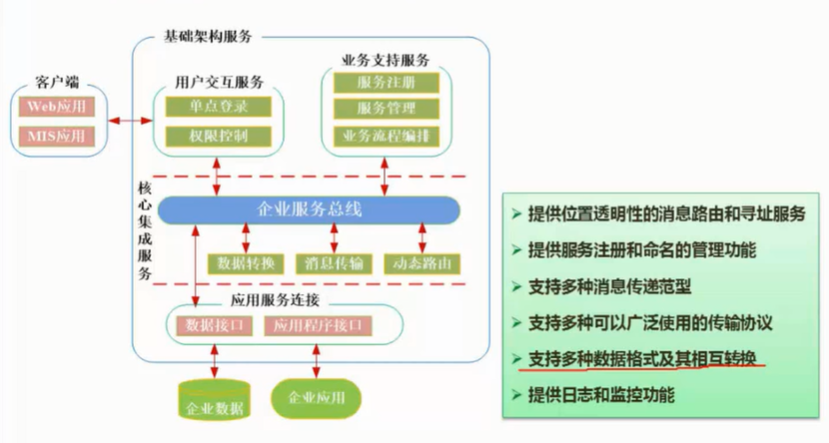 基础架构服务
客户端
Web应用
MIS应用
用户交互服务
单点登录
权限控制
业务支持服务
服务注册
服务管理
业务流程编排
核心集成服务
企业服务总线
数据转换
消息传输
动态路由
应用服务连接
数据接口
应用程序接口
企业数据
企业应用
提供位置透明性的消息路由和寻址服务
提供服务注册和命名的管理功能
支持多种消息传递范型
支持多种可以广泛使用的传输协议
支持多种数据格式及其相互转换
提供日志和监控功能